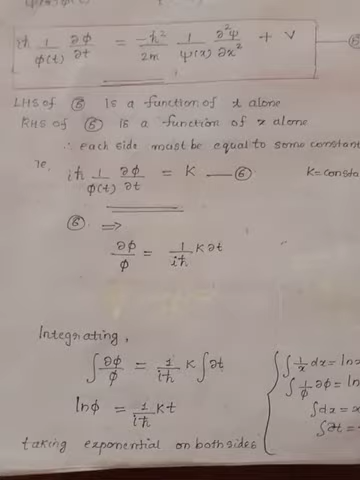 iℏ 1/φ(t) ∂φ/∂t = -ℏ²/2m 1/ψ(x) ∂²ψ/∂x² + V —⑤
LHS of ⑤ is a function of t alone
RHS of ⑤ is a function of x alone
∴ each side must be equal to some constant
ie, iℏ 1/φ(t) ∂φ/∂t = K —⑥ K=consta
⑥ ⟹
∂φ/φ = 1/iℏ K∂t
Integrating,
∫∂φ/φ = 1/iℏ K∫∂t
lnφ = 1/iℏ Kt
taking exponential on both sides
∫1/x dx = ln
∫1/φ ∂φ = ln
∫dx = x
∫∂t =